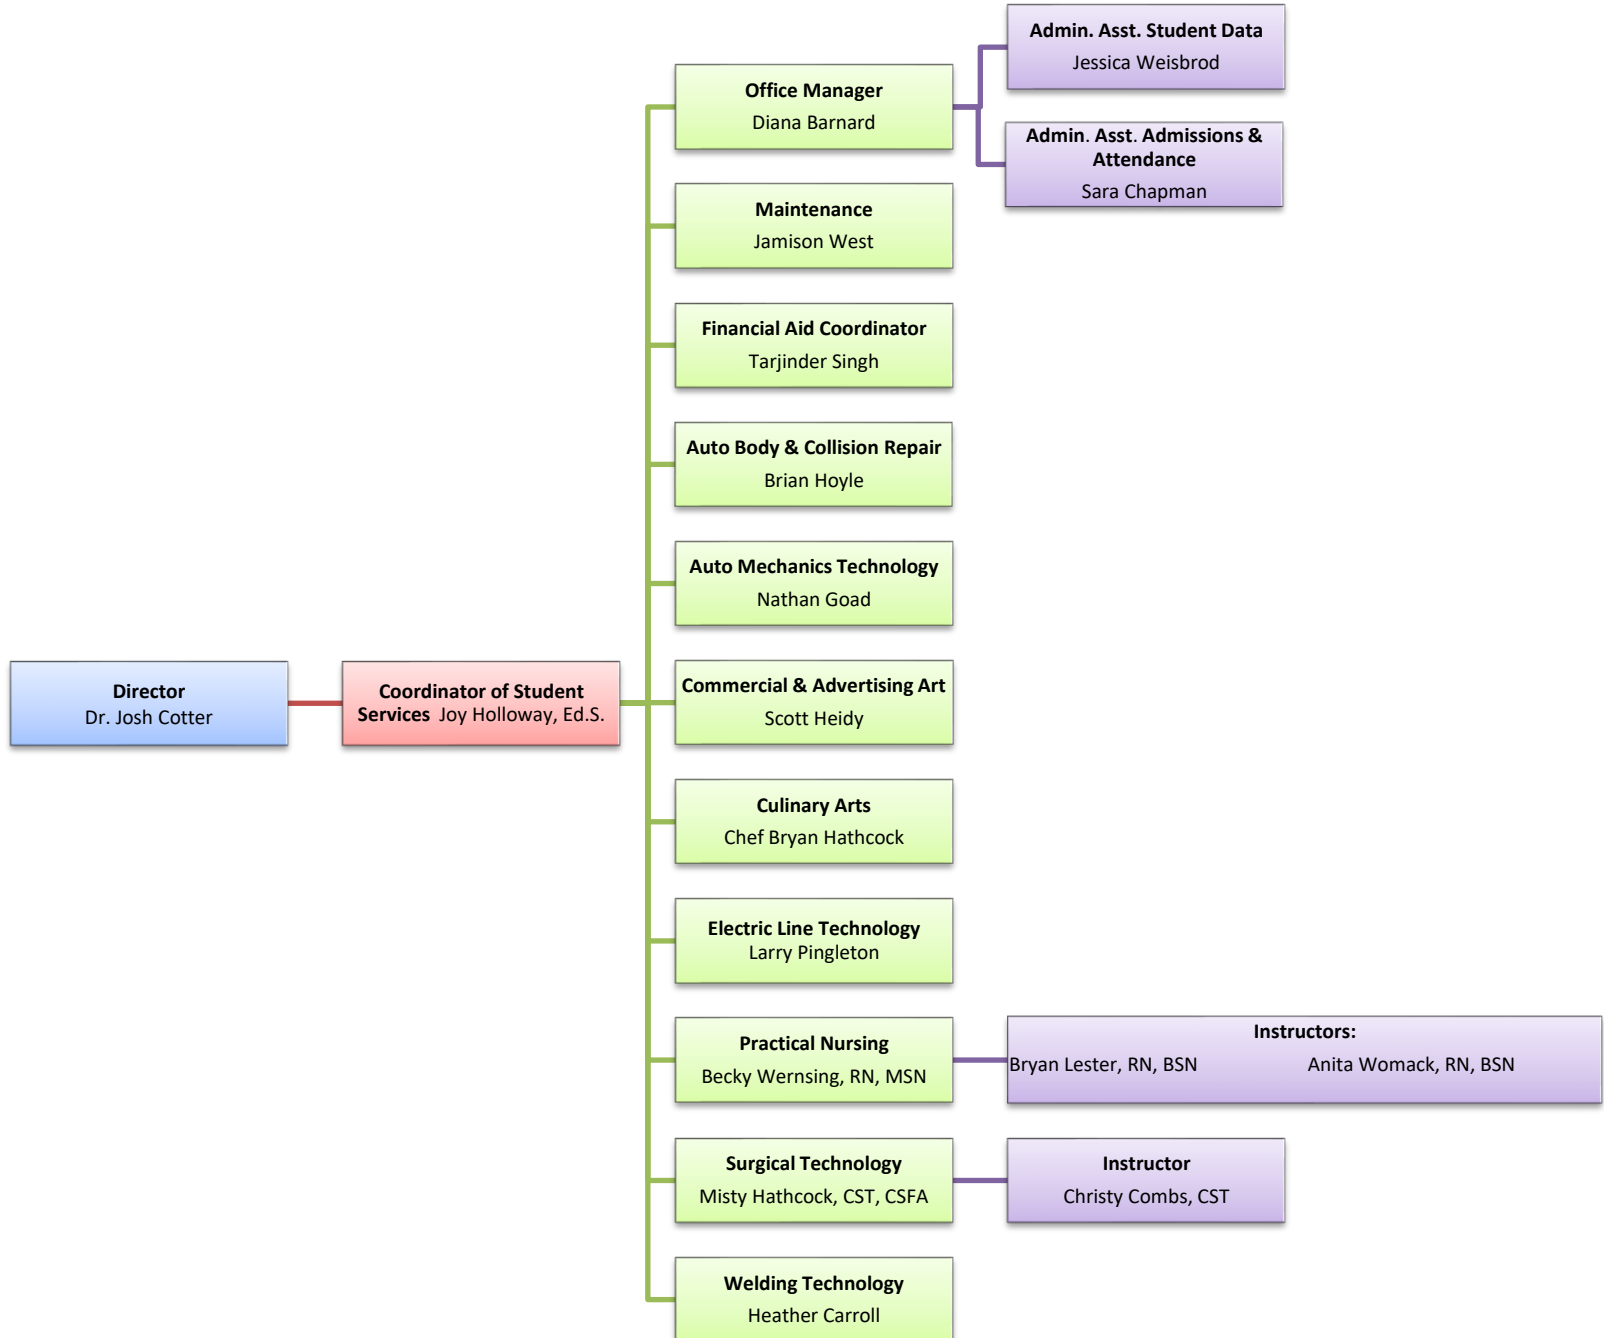 Director
Dr. Josh Cotter
Coordinator of Student
Services Joy Holloway, Ed.S.
Office Manager
Diana Barnard
Admin. Asst. Student Data
Jessica Weisbrod
Admin. Asst. Admissions &
Attendance
Sara Chapman
Maintenance
Jamison West
Financial Aid Coordinator
Tarjinder Singh
Auto Body & Collision Repair
Brian Hoyle
Auto Mechanics Technology
Nathan Goad
Commercial & Advertising Art
Scott Heidy
Culinary Arts
Chef Bryan Hathcock
Electric Line Technology
Larry Pingleton
Practical Nursing
Becky Wernsing, RN, MSN
Instructors:
Bryan Lester, RN, BSN Anita Womack, RN, BSN
Surgical Technology
Misty Hathcock, CST, CSFA
Instructor
Christy Combs, CST
Welding Technology
Heather Carroll